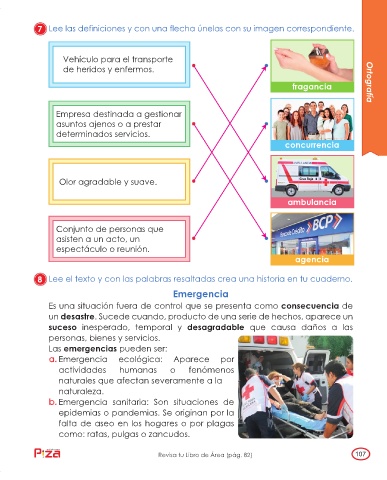 7 Lee las definiciones y con una flecha únelas con su imagen correspondiente.
Vehículo para el transporte
de heridos y enfermos.
fragancia
Empresa destinada a gestionar
asuntos ajenos o a prestar
determinados servicios.
concurrencia
Olor agradable y suave.
ambulancia
Conjunto de personas que
asisten a un acto, un
espectáculo o reunión.
BCP
agencia
Ortografía
8 Lee el texto y con las palabras resaltadas crea una historia en tu cuaderno.
Emergencia
Es una situación fuera de control que se presenta como consecuencia de
un desastre. Sucede cuando, producto de una serie de hechos, aparece un
suceso inesperado, temporal y desagradable que causa daños a las
personas, bienes y servicios.
Las emergencias pueden ser:
a. Emergencia ecológica: Aparece por
actividades humanas o fenómenos
naturales que afectan severamente a la
naturaleza.
b. Emergencia sanitaria: Son situaciones de
epidemias o pandemias. Se originan por la
falta de aseo en los hogares o por plagas
como: ratas, pulgas o zancudos.
Revisa tu Libro de Área (pág. 82)
107